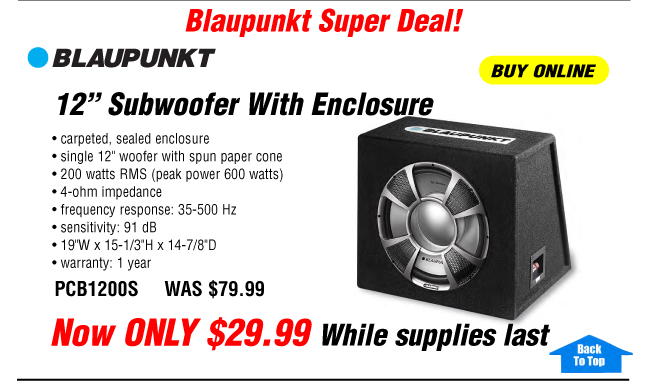 Blaupunkt Super Deal!
BLAUPUNKT
BUY ONLINE
12” Subwoofer With Enclosure
• carpeted, sealed enclosure
• single 12" woofer with spun paper cone
• 200 watts RMS (peak power 600 watts)
• 4-ohm impedance
• frequency response: 35-500 Hz
• sensitivity: 91 dB
• 19"W x 15-1/3"H x 14-7/8"D
• warranty: 1 year
BLAUPUNKT
BLAUPUNKT
PCB1200S WAS $79.99
Now ONLY $29.99 While supplies last
Back
To Top